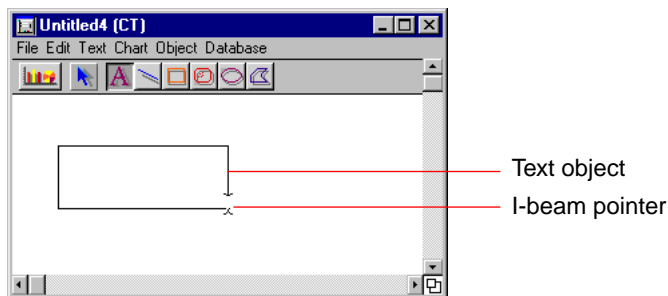 Untitled4 (CT)
File Edit Text Chart Object Database
A
Text object
I-beam pointer